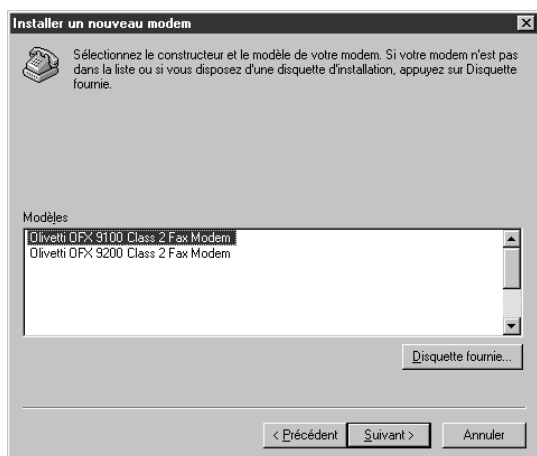 Installer un nouveau modem
Sélectionnez le constructeur et le modèle de votre modem. Si votre modem n'est pas
dans la liste ou si vous disposez d'une disquette d'installation, appuyez sur Disquette
fournie.
Modèles
Olivetti OFX 9100 Class 2 Fax Modem
Olivetti OFX 9200 Class 2 Fax Modem
Disquette fournie...
< Précédent Suivant > Annuler